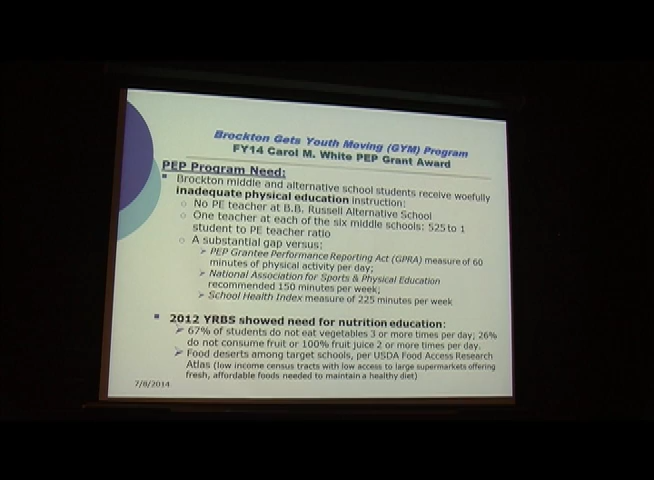 Brockton Gets Youth Moving (GYM) Program
FY14 Carol M. White PEP Grant Award
PEP Program Need:
Brockton middle and alternative school students receive woefully
inadequate physical education instruction:
No PE teacher at B.B. Russell Alternative School
One teacher at each of the six middle schools: 525 to 1
student to PE teacher ratio
A substantial gap versus:
PEP Grantee Performance Reporting Act (GPRA) measure of 60
minutes of physical activity per day;
National Association for Sports & Physical Education
recommended 150 minutes per week;
School Health Index measure of 225 minutes per week
2012 YRBS showed need for nutrition education:
67% of students do not eat vegetables 3 or more times per day; 26%
do not consume fruit or 100% fruit juice 2 or more times per day.
Food deserts among target schools, per USDA Food Access Research
Atlas (low income census tracts with low access to large supermarkets offering
fresh, affordable foods needed to maintain a healthy diet)
7/8/2014